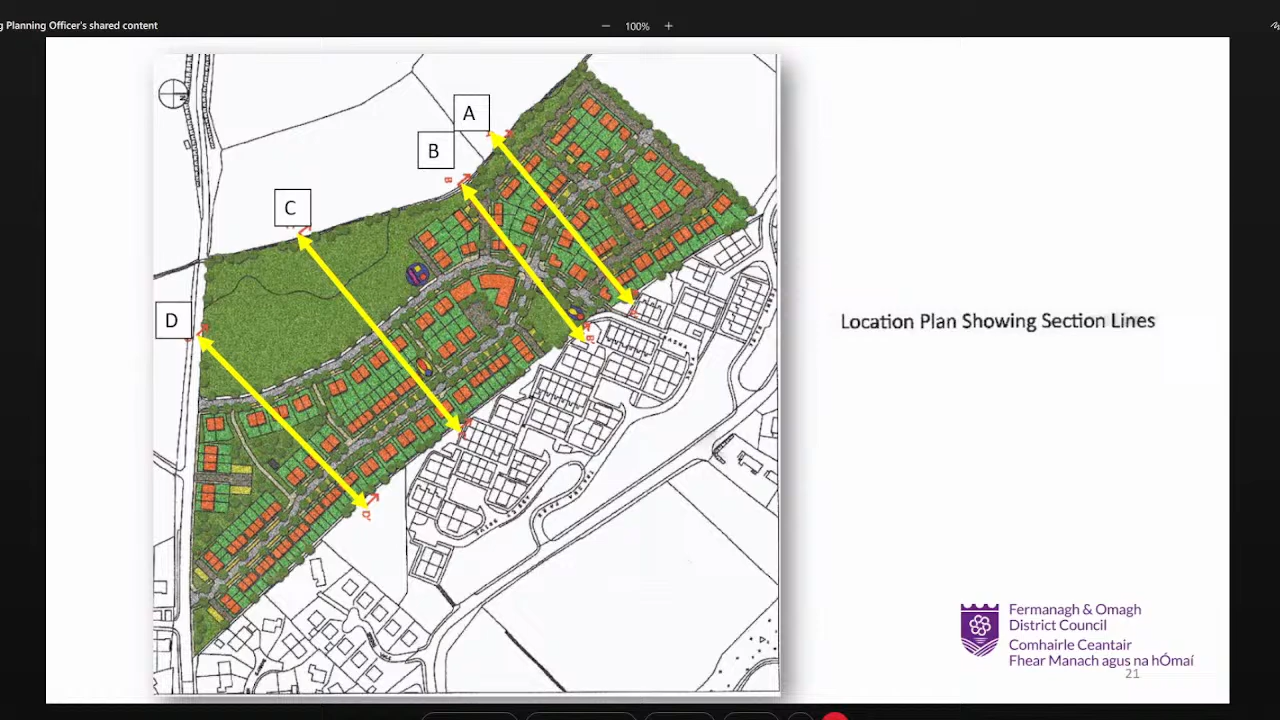 g Planning Officer's shared content
− 100% +
A
B
C
D
B
B'
D'
Location Plan Showing Section Lines
Fermanagh & Omagh
District Council
Comhairle Ceantair
Fhear Manach agus na hÓmaí
21